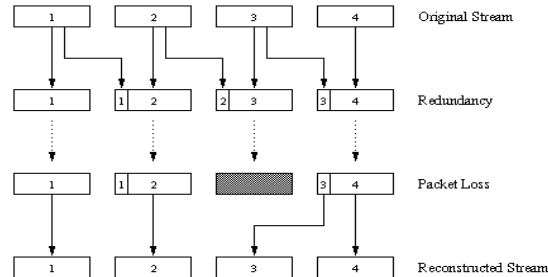 1 2 3 4 Original Stream
1 1 2 2 3 3 4 Redundancy
1 1 2 3 4 Packet Loss
1 2 3 4 Reconstructed Stream